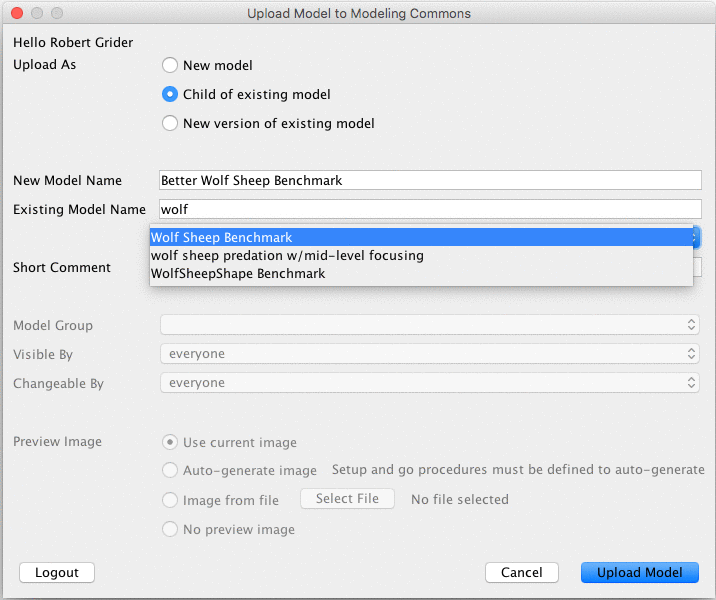 Upload Model to Modeling Commons
Hello Robert Grider
Upload As
New model
Child of existing model
New version of existing model
New Model Name
Better Wolf Sheep Benchmark
Existing Model Name
wolf
Wolf Sheep Benchmark
wolf sheep predation w/mid-level focusing
WolfSheepShape Benchmark
Short Comment
Model Group
Visible By
everyone
Changeable By
everyone
Preview Image
Use current image
Auto-generate image Setup and go procedures must be defined to auto-generate
Image from file Select File No file selected
No preview image
Logout Cancel Upload Model